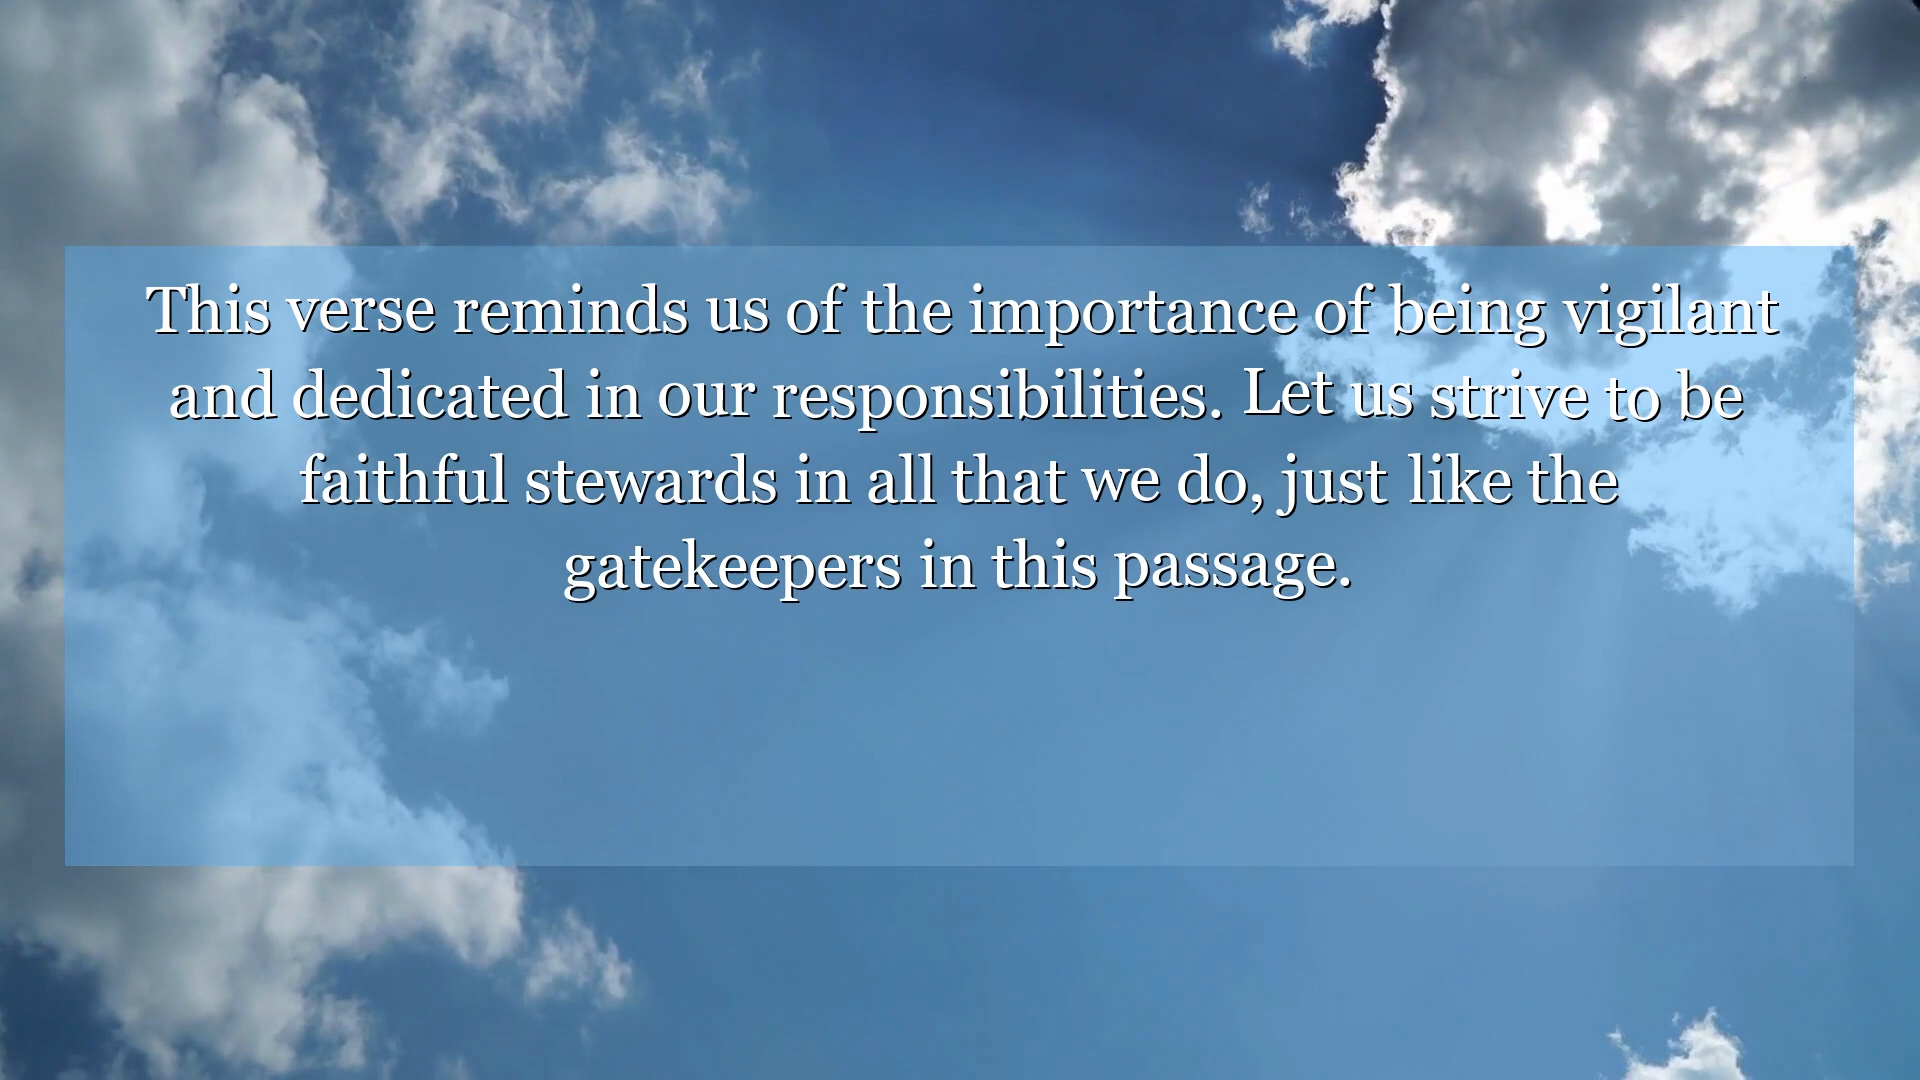 This verse reminds us of the importance of being vigilant
and dedicated in our responsibilities. Let us strive to be
faithful stewards in all that we do, just like the
gatekeepers in this passage.